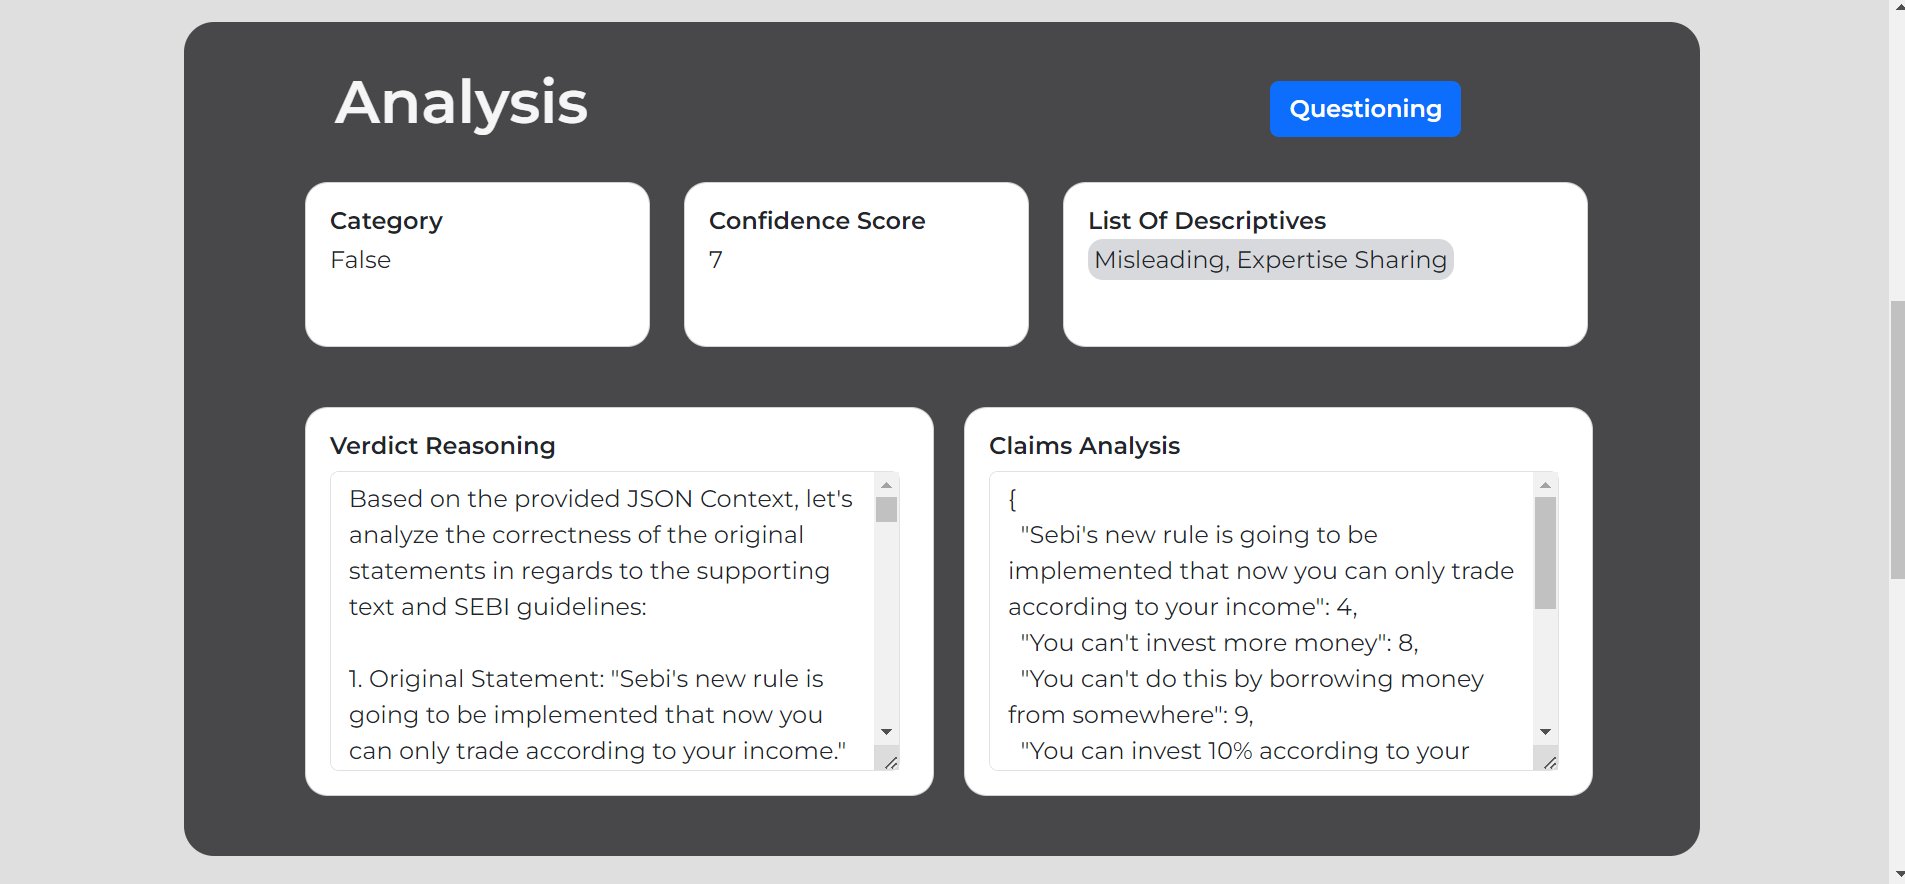 Analysis
Questioning
Category
False
Confidence Score
7
List Of Descriptives
Misleading, Expertise Sharing
Verdict Reasoning
Based on the provided JSON Context, let's
analyze the correctness of the original
statements in regards to the supporting
text and SEBI guidelines:
1. Original Statement: "Sebi's new rule is
going to be implemented that now you
can only trade according to your income."
Claims Analysis
{
"Sebi's new rule is going to be
implemented that now you can only trade
according to your income": 4,
"You can't invest more money": 8,
"You can't do this by borrowing money
from somewhere": 9,
"You can invest 10% according to your